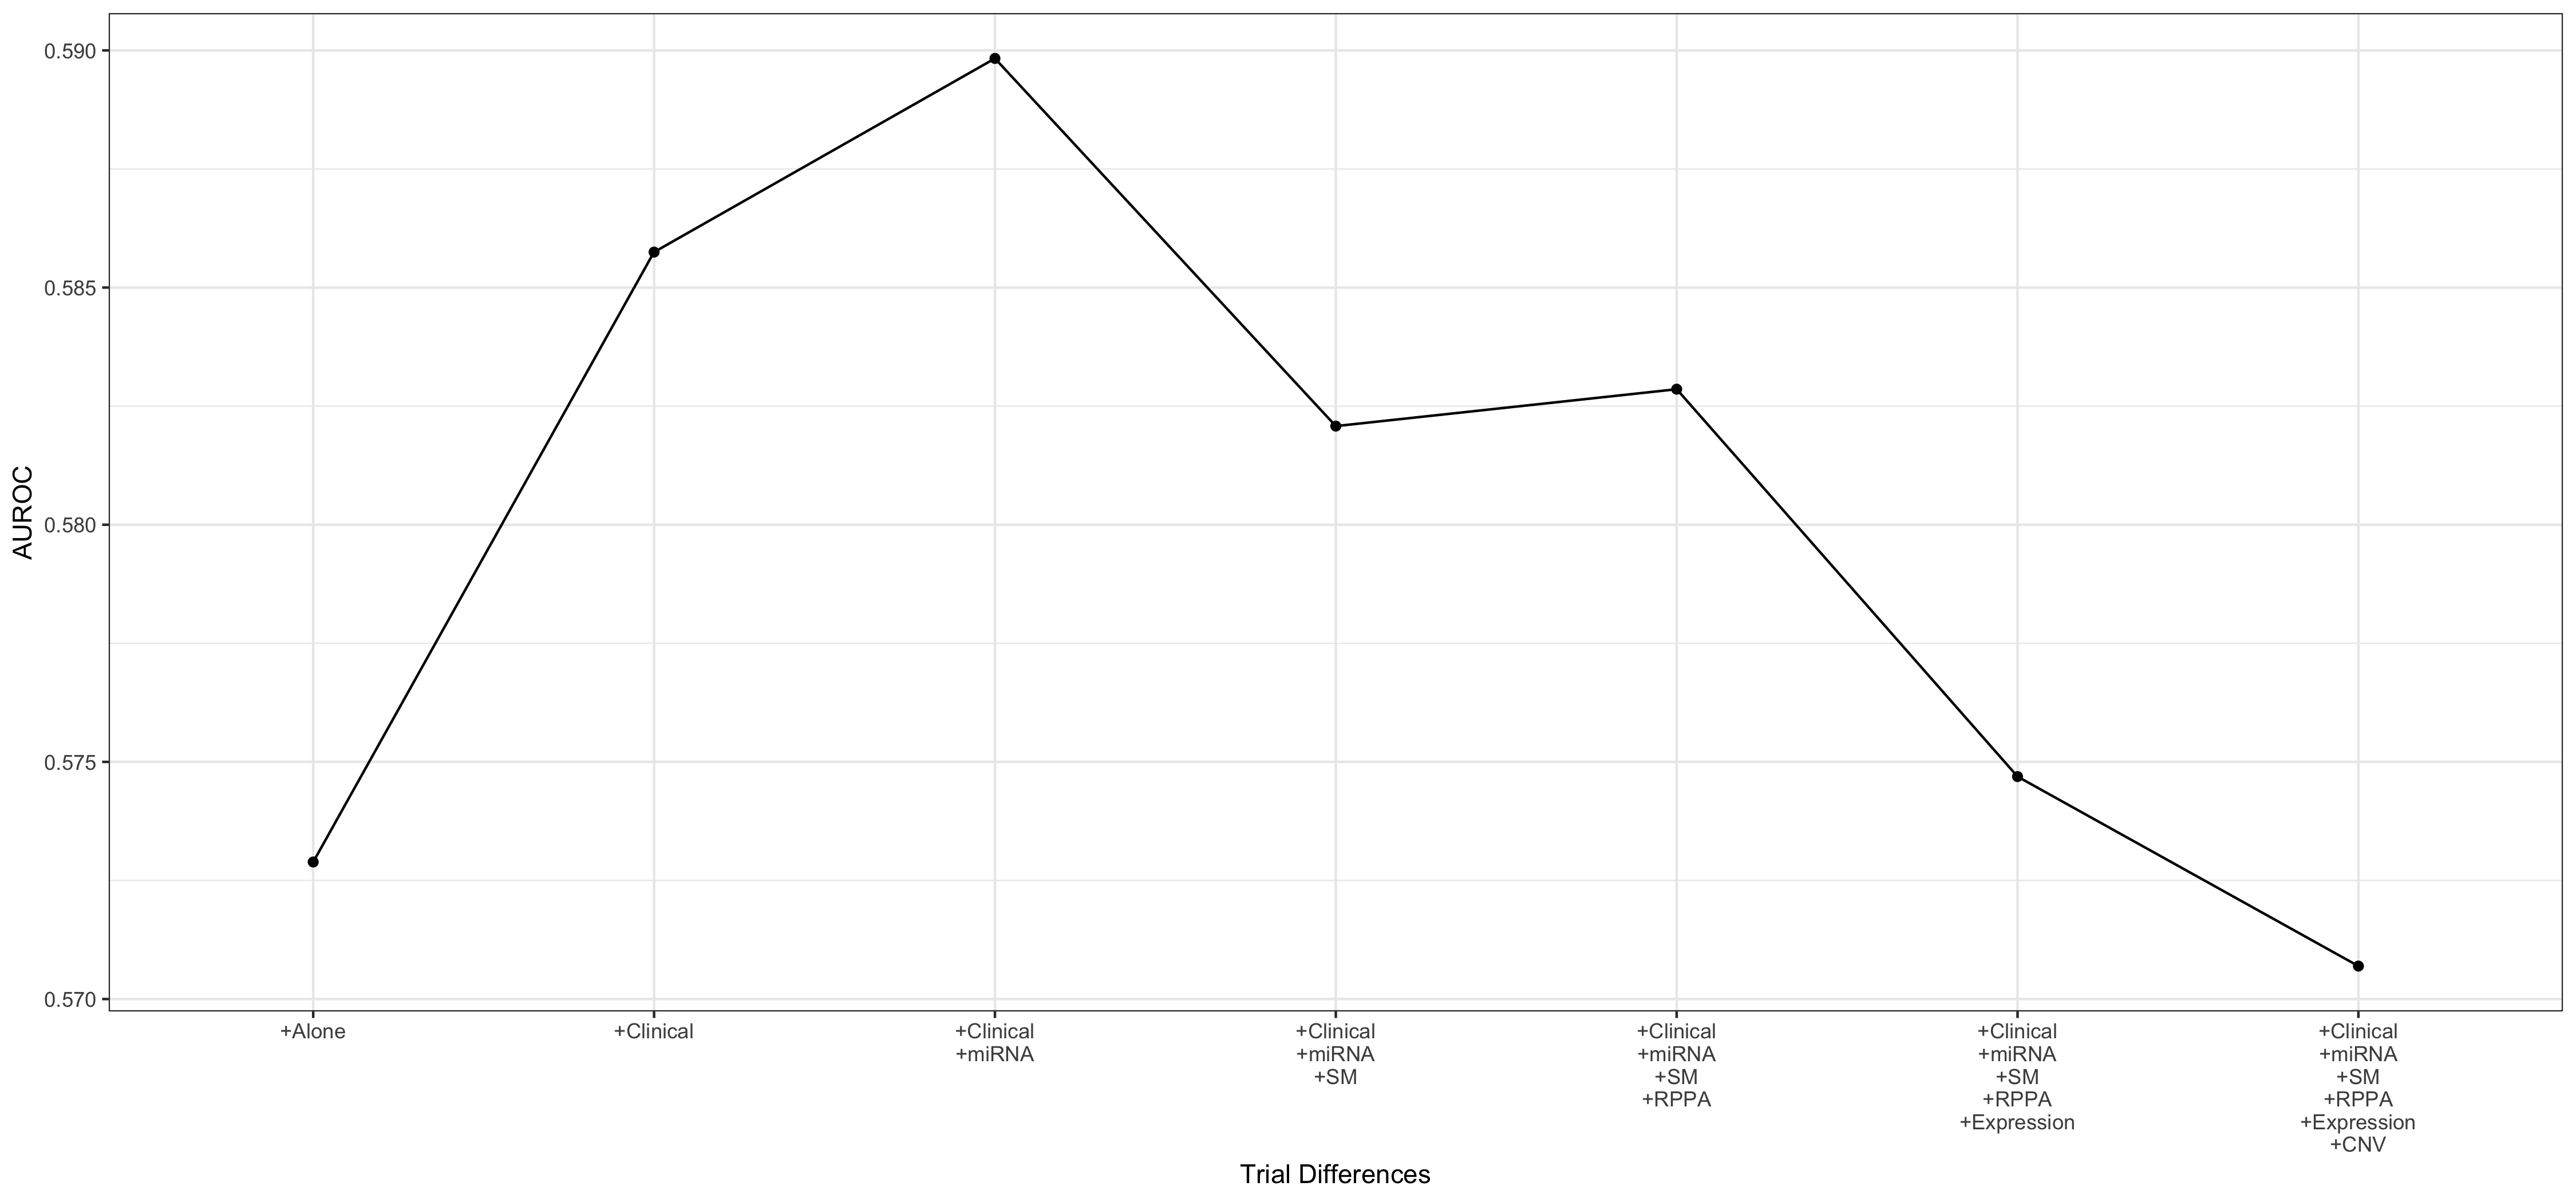 0.590
0.585
0.580
0.575
0.570
AUROC
+Alone
+Clinical
+Clinical
+miRNA
+Clinical
+miRNA
+SM
+Clinical
+miRNA
+SM
+RPPA
+Clinical
+miRNA
+SM
+RPPA
+Expression
+Clinical
+miRNA
+SM
+RPPA
+Expression
+CNV
Trial Differences